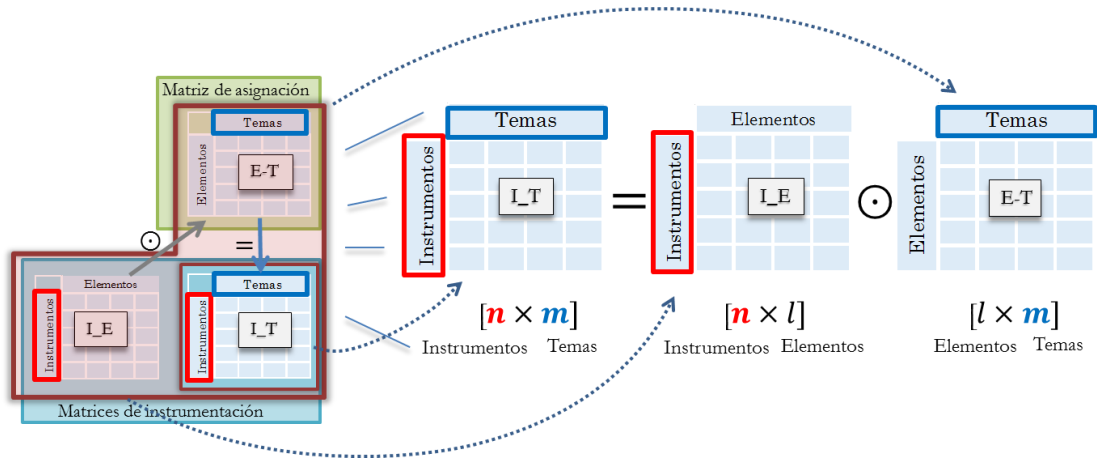 Matriz de asignación
Temas
Elementos
E-T
⊙
=
Elementos
Instrumentos
I_E
Temas
Instrumentos
I_T
Matrices de instrumentación
Temas
Instrumentos
I_T
=
Elementos
Instrumentos
I_E
⊙
Temas
Elementos
E-T
[n × m]
Instrumentos Temas
[n × l]
Instrumentos Elementos
[l × m]
Elementos Temas